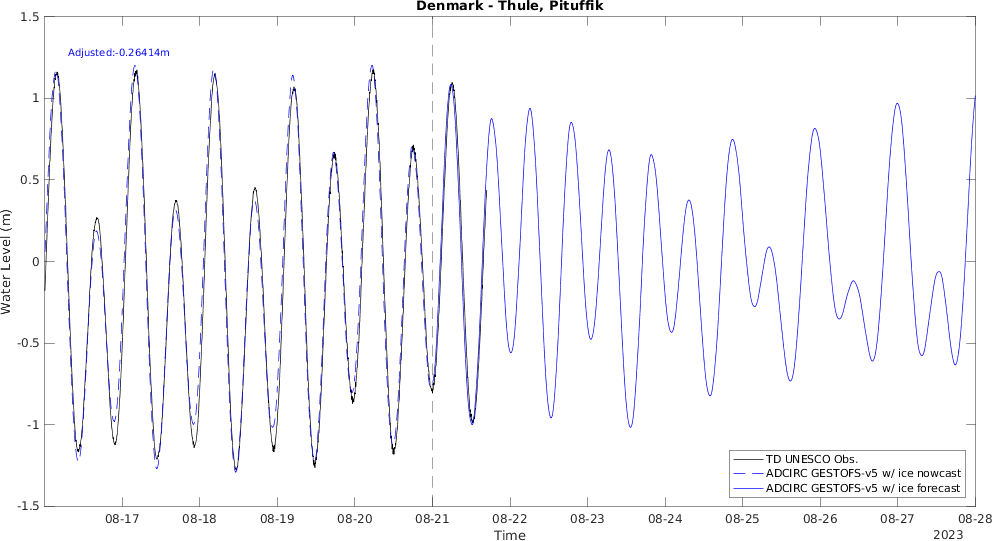 Denmark - Thule, Pituffik
Adjusted:-0.26414m
Water Level (m)
1.5
1
0.5
0
-0.5
-1
-1.5
08-17
08-18
08-19
08-20
08-21
08-22
08-23
08-24
08-25
08-26
08-27
08-28
Time
2023
TD UNESCO Obs.
ADCIRC GESTOFS-v5 w/ ice nowcast
ADCIRC GESTOFS-v5 w/ ice forecast